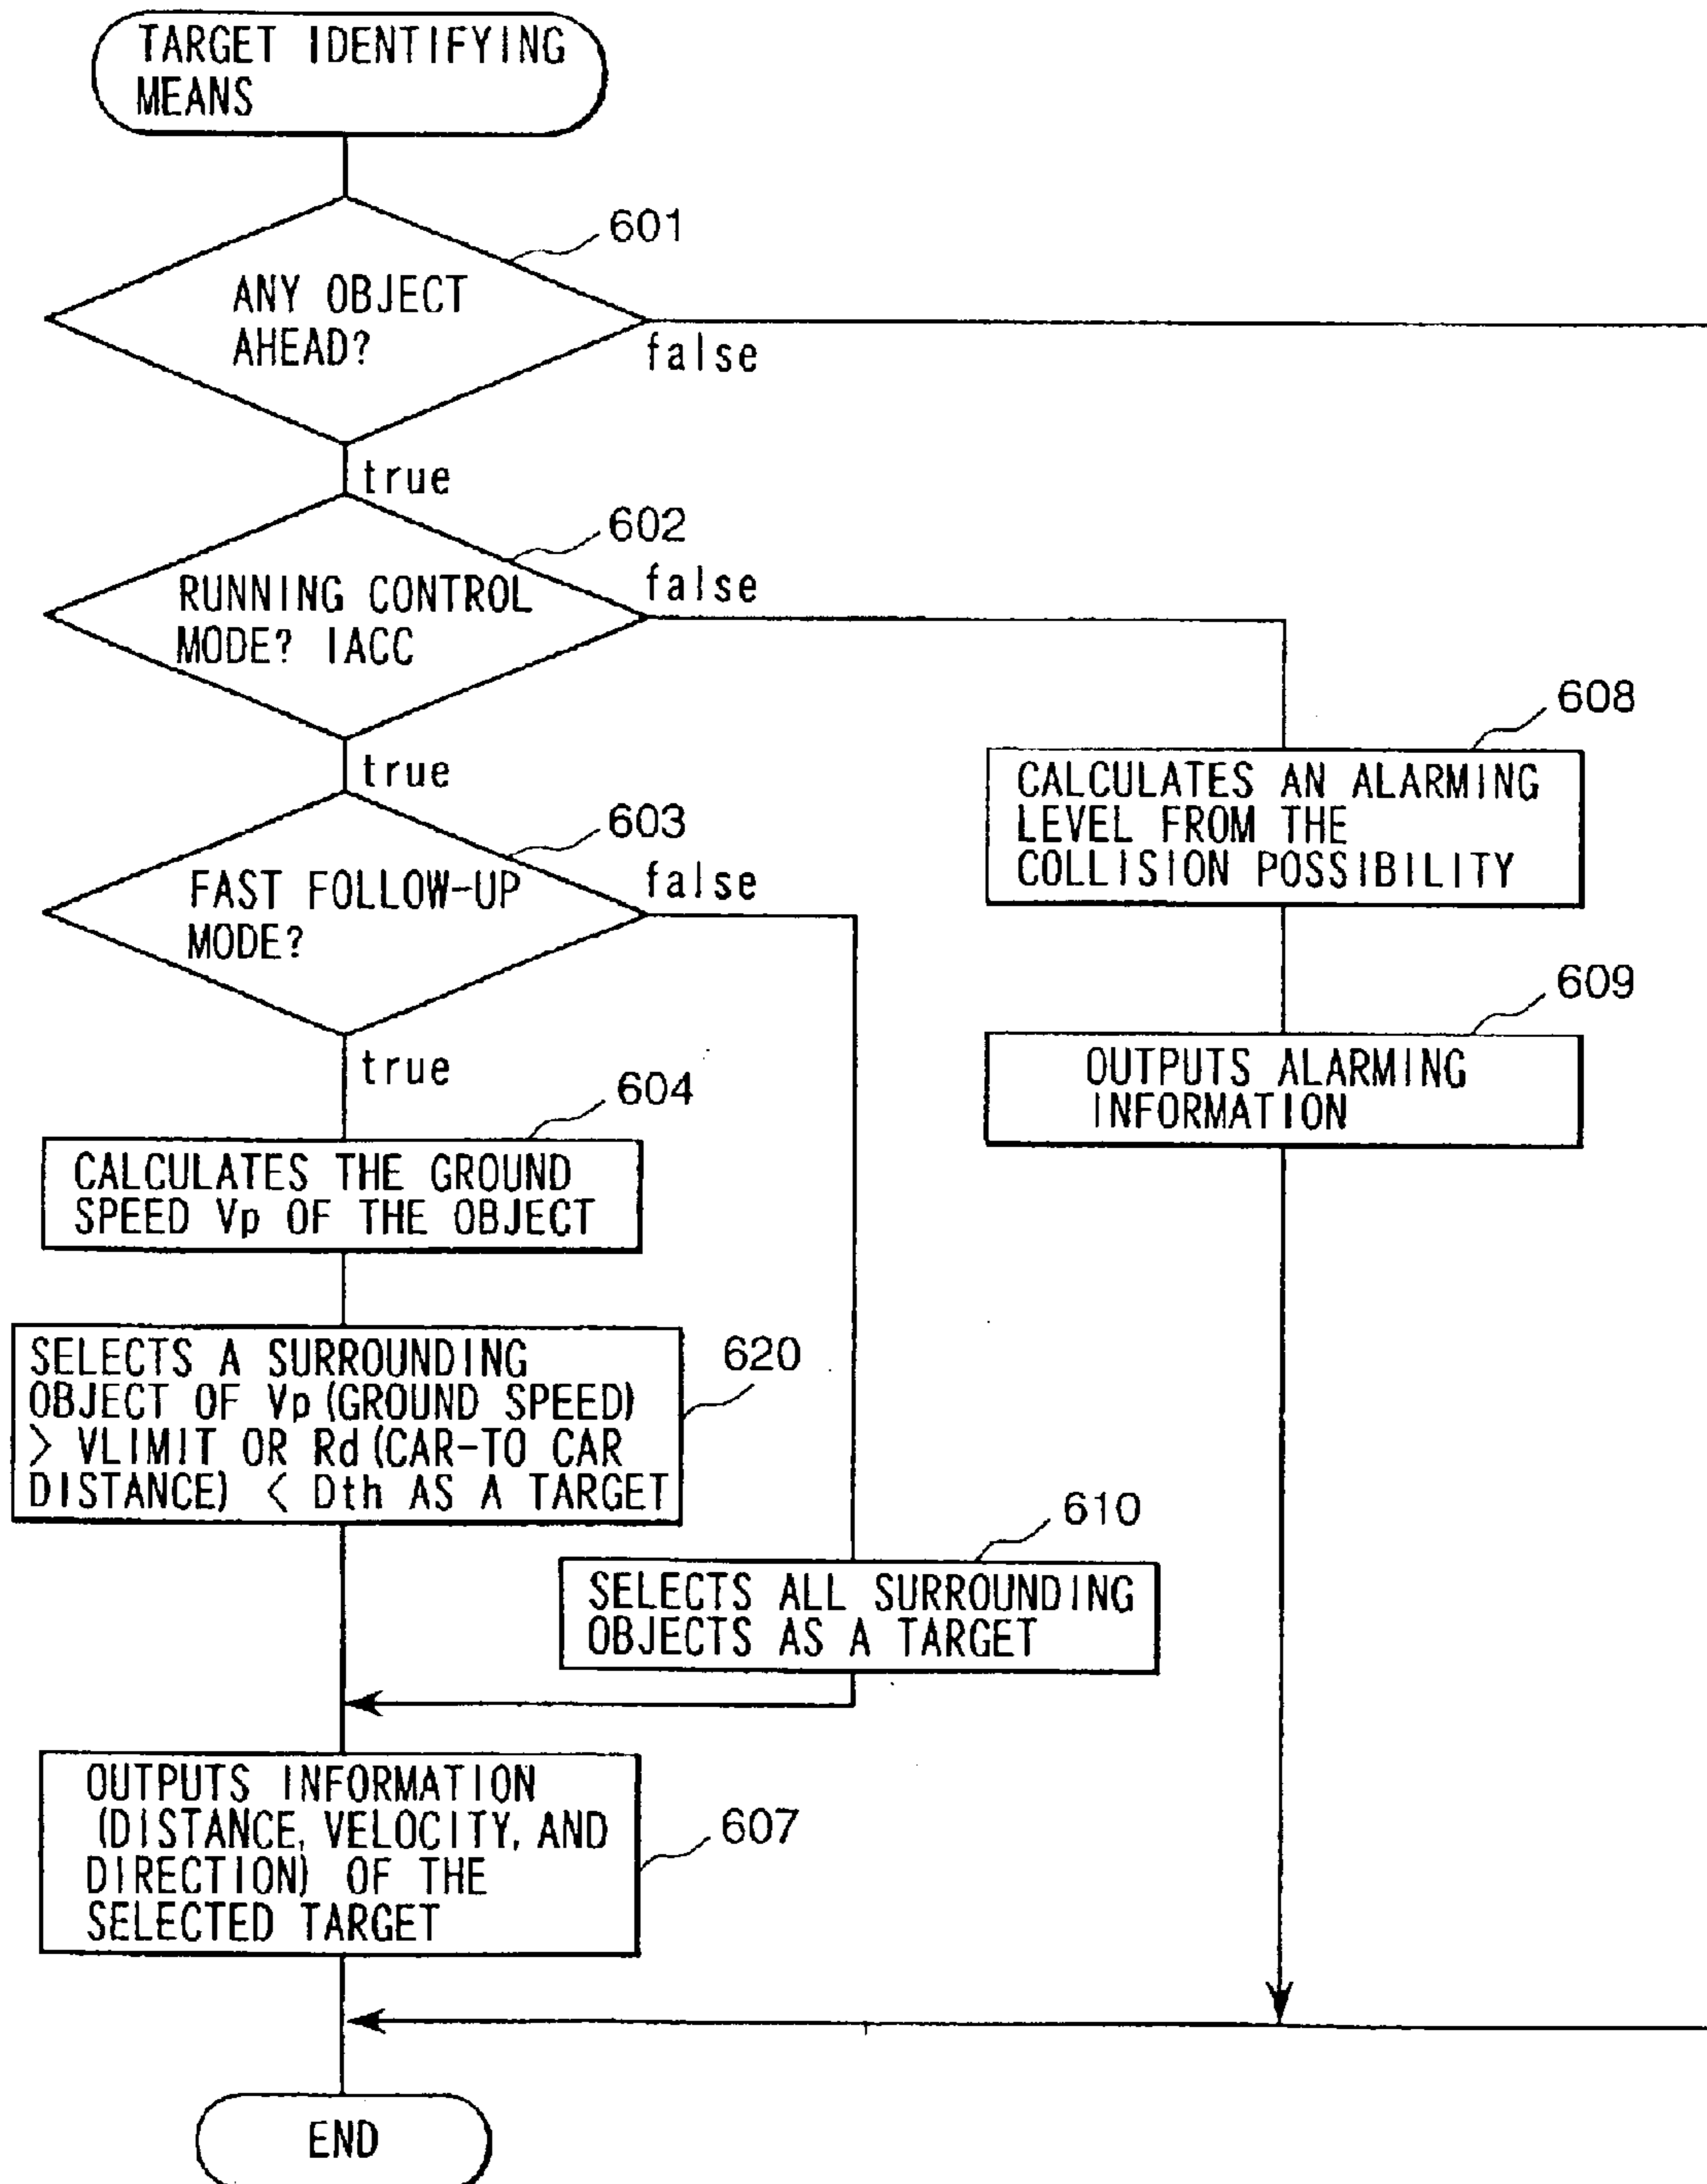 TARGET IDENTIFYING
MEANS
601
ANY OBJECT
AHEAD?
false
true
602
RUNNING CONTROL
MODE? IACC
false
true
603
FAST FOLLOW-UP
MODE?
false
true
608
CALCULATES AN ALARMING
LEVEL FROM THE
COLLISION POSSIBILITY
609
OUTPUTS ALARMING
INFORMATION
604
CALCULATES THE GROUND
SPEED Vp OF THE OBJECT
620
SELECTS A SURROUNDING
OBJECT OF Vp (GROUND SPEED)
> VLIMIT OR Rd (CAR-TO CAR
DISTANCE) < Dth AS A TARGET
610
SELECTS ALL SURROUNDING
OBJECTS AS A TARGET
607
OUTPUTS INFORMATION
(DISTANCE, VELOCITY, AND
DIRECTION) OF THE
SELECTED TARGET
END